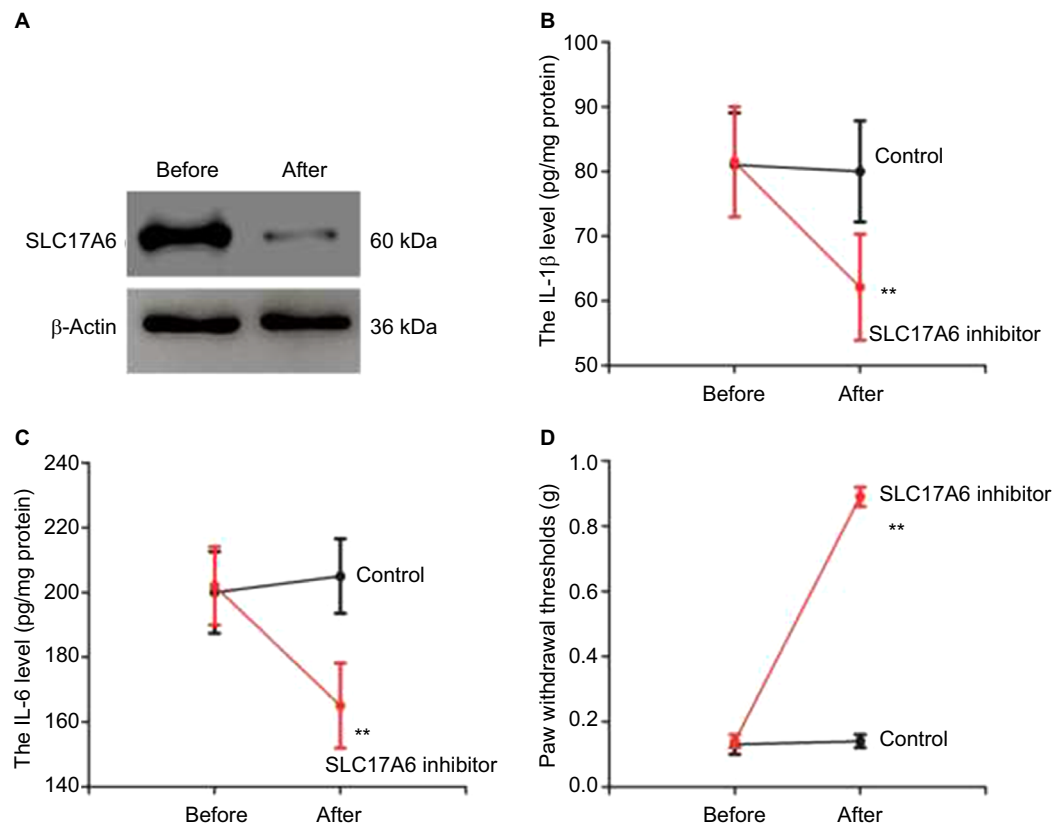 A
Before After
SLC17A6 60 kDa
β-Actin 36 kDa
B
The IL-1β level (pg/mg protein)
100
90
80
70
60
50
Control
**
SLC17A6 inhibitor
Before After
C
The IL-6 level (pg/mg protein)
240
220
200
180
160
140
Control
**
SLC17A6 inhibitor
Before After
D
Paw withdrawal thresholds (g)
1.0
0.8
0.6
0.4
0.2
0.0
SLC17A6 inhibitor
**
Control
Before After